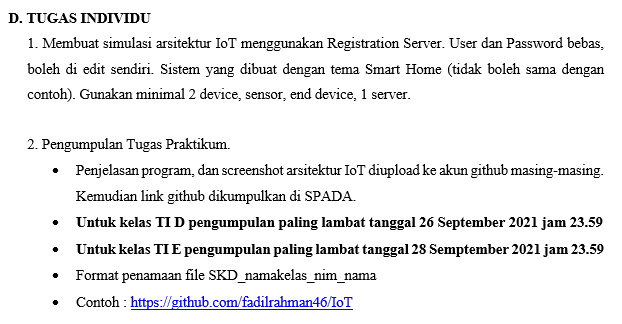 D. TUGAS INDIVIDU
1. Membuat simulasi arsitektur IoT menggunakan Registration Server. User dan Password bebas,
boleh di edit sendiri. Sistem yang dibuat dengan tema Smart Home (tidak boleh sama dengan
contoh). Gunakan minimal 2 device, sensor, end device, 1 server.
2. Pengumpulan Tugas Praktikum.
• Penjelasan program, dan screenshot arsitektur IoT diupload ke akun github masing-masing.
Kemudian link github dikumpulkan di SPADA.
• Untuk kelas TI D pengumpulan paling lambat tanggal 26 September 2021 jam 23.59
• Untuk kelas TI E pengumpulan paling lambat tanggal 28 Semptember 2021 jam 23.59
• Format penamaan file SKD_namakelas_nim_nama
• Contoh : https://github.com/fadilrahman46/IoT